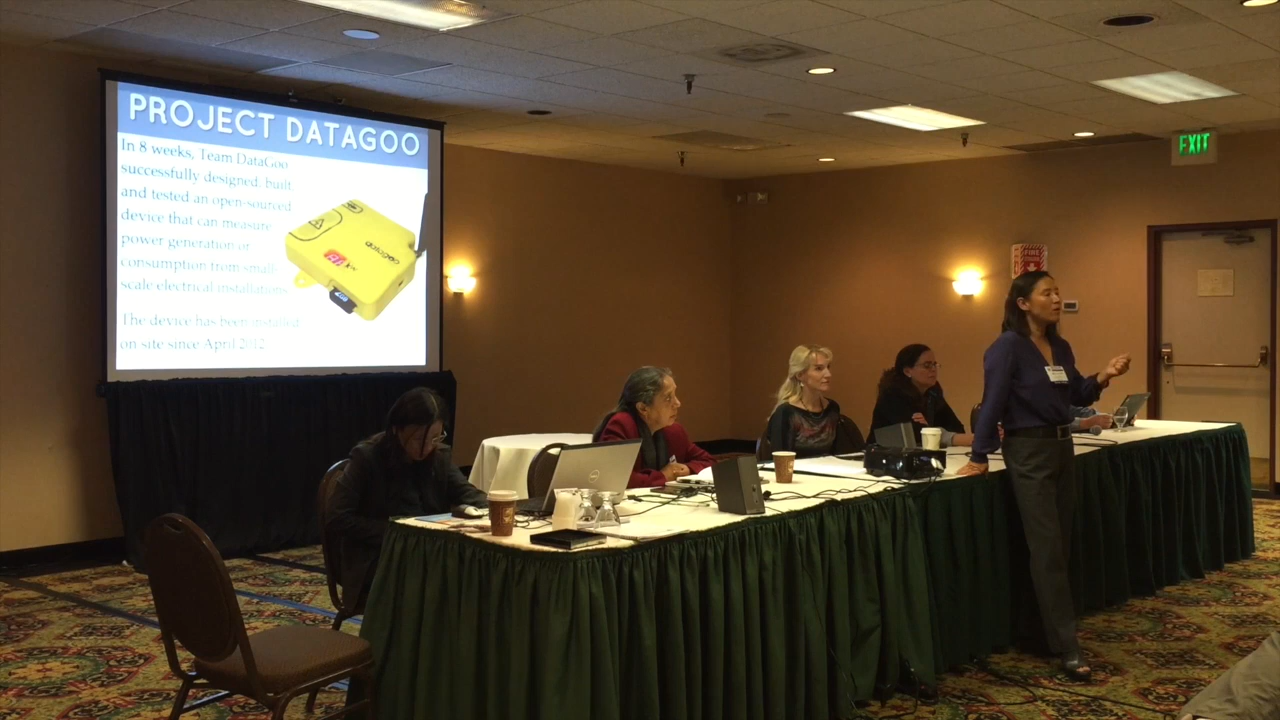 PROJECT DATAGOO
In 8 weeks, Team DataGoo
successfully designed, built,
and tested an open-sourced
device that can measure
power generation or
consumption from small-
scale electrical installations.
The device has been installed
on site since April 2012
EXIT
FIRE